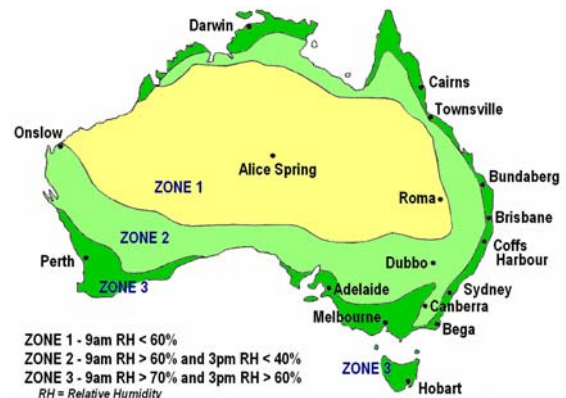 Darwin
Cairns
Townsville
Onslow
Alice Spring
Bundaberg
ZONE 1
Roma
Brisbane
ZONE 2
Coffs
Harbour
Dubbo
Perth
ZONE 3
Adelaide
Sydney
Canberra
Melbourne
Bega
ZONE 1 - 9am RH < 60%
ZONE 2 - 9am RH > 60% and 3pm RH < 40%
ZONE 3 - 9am RH > 70% and 3pm RH > 60%
RH = Relative Humidity
ZONE 3
Hobart